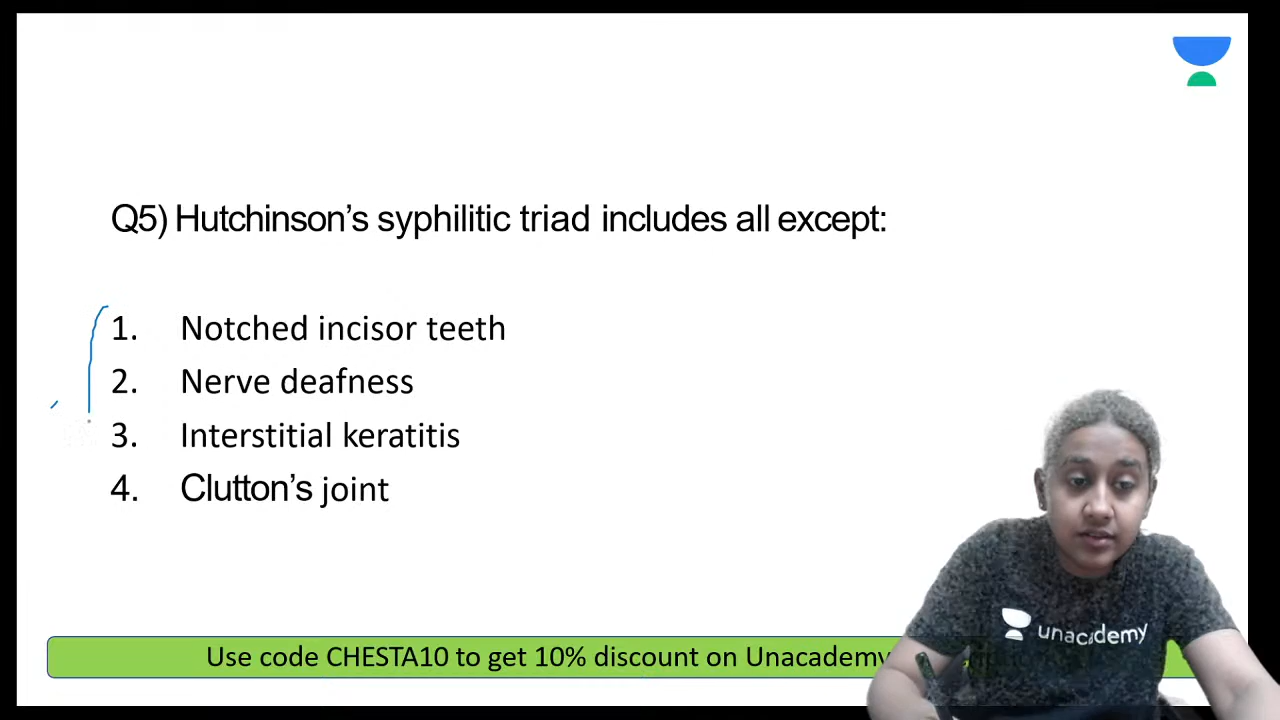 Q5) Hutchinson's syphilitic triad includes all except:
1. Notched incisor teeth
2. Nerve deafness
3. Interstitial keratitis
4. Clutton's joint
unacademy
Use code CHESTA10 to get 10% discount on Unacademy